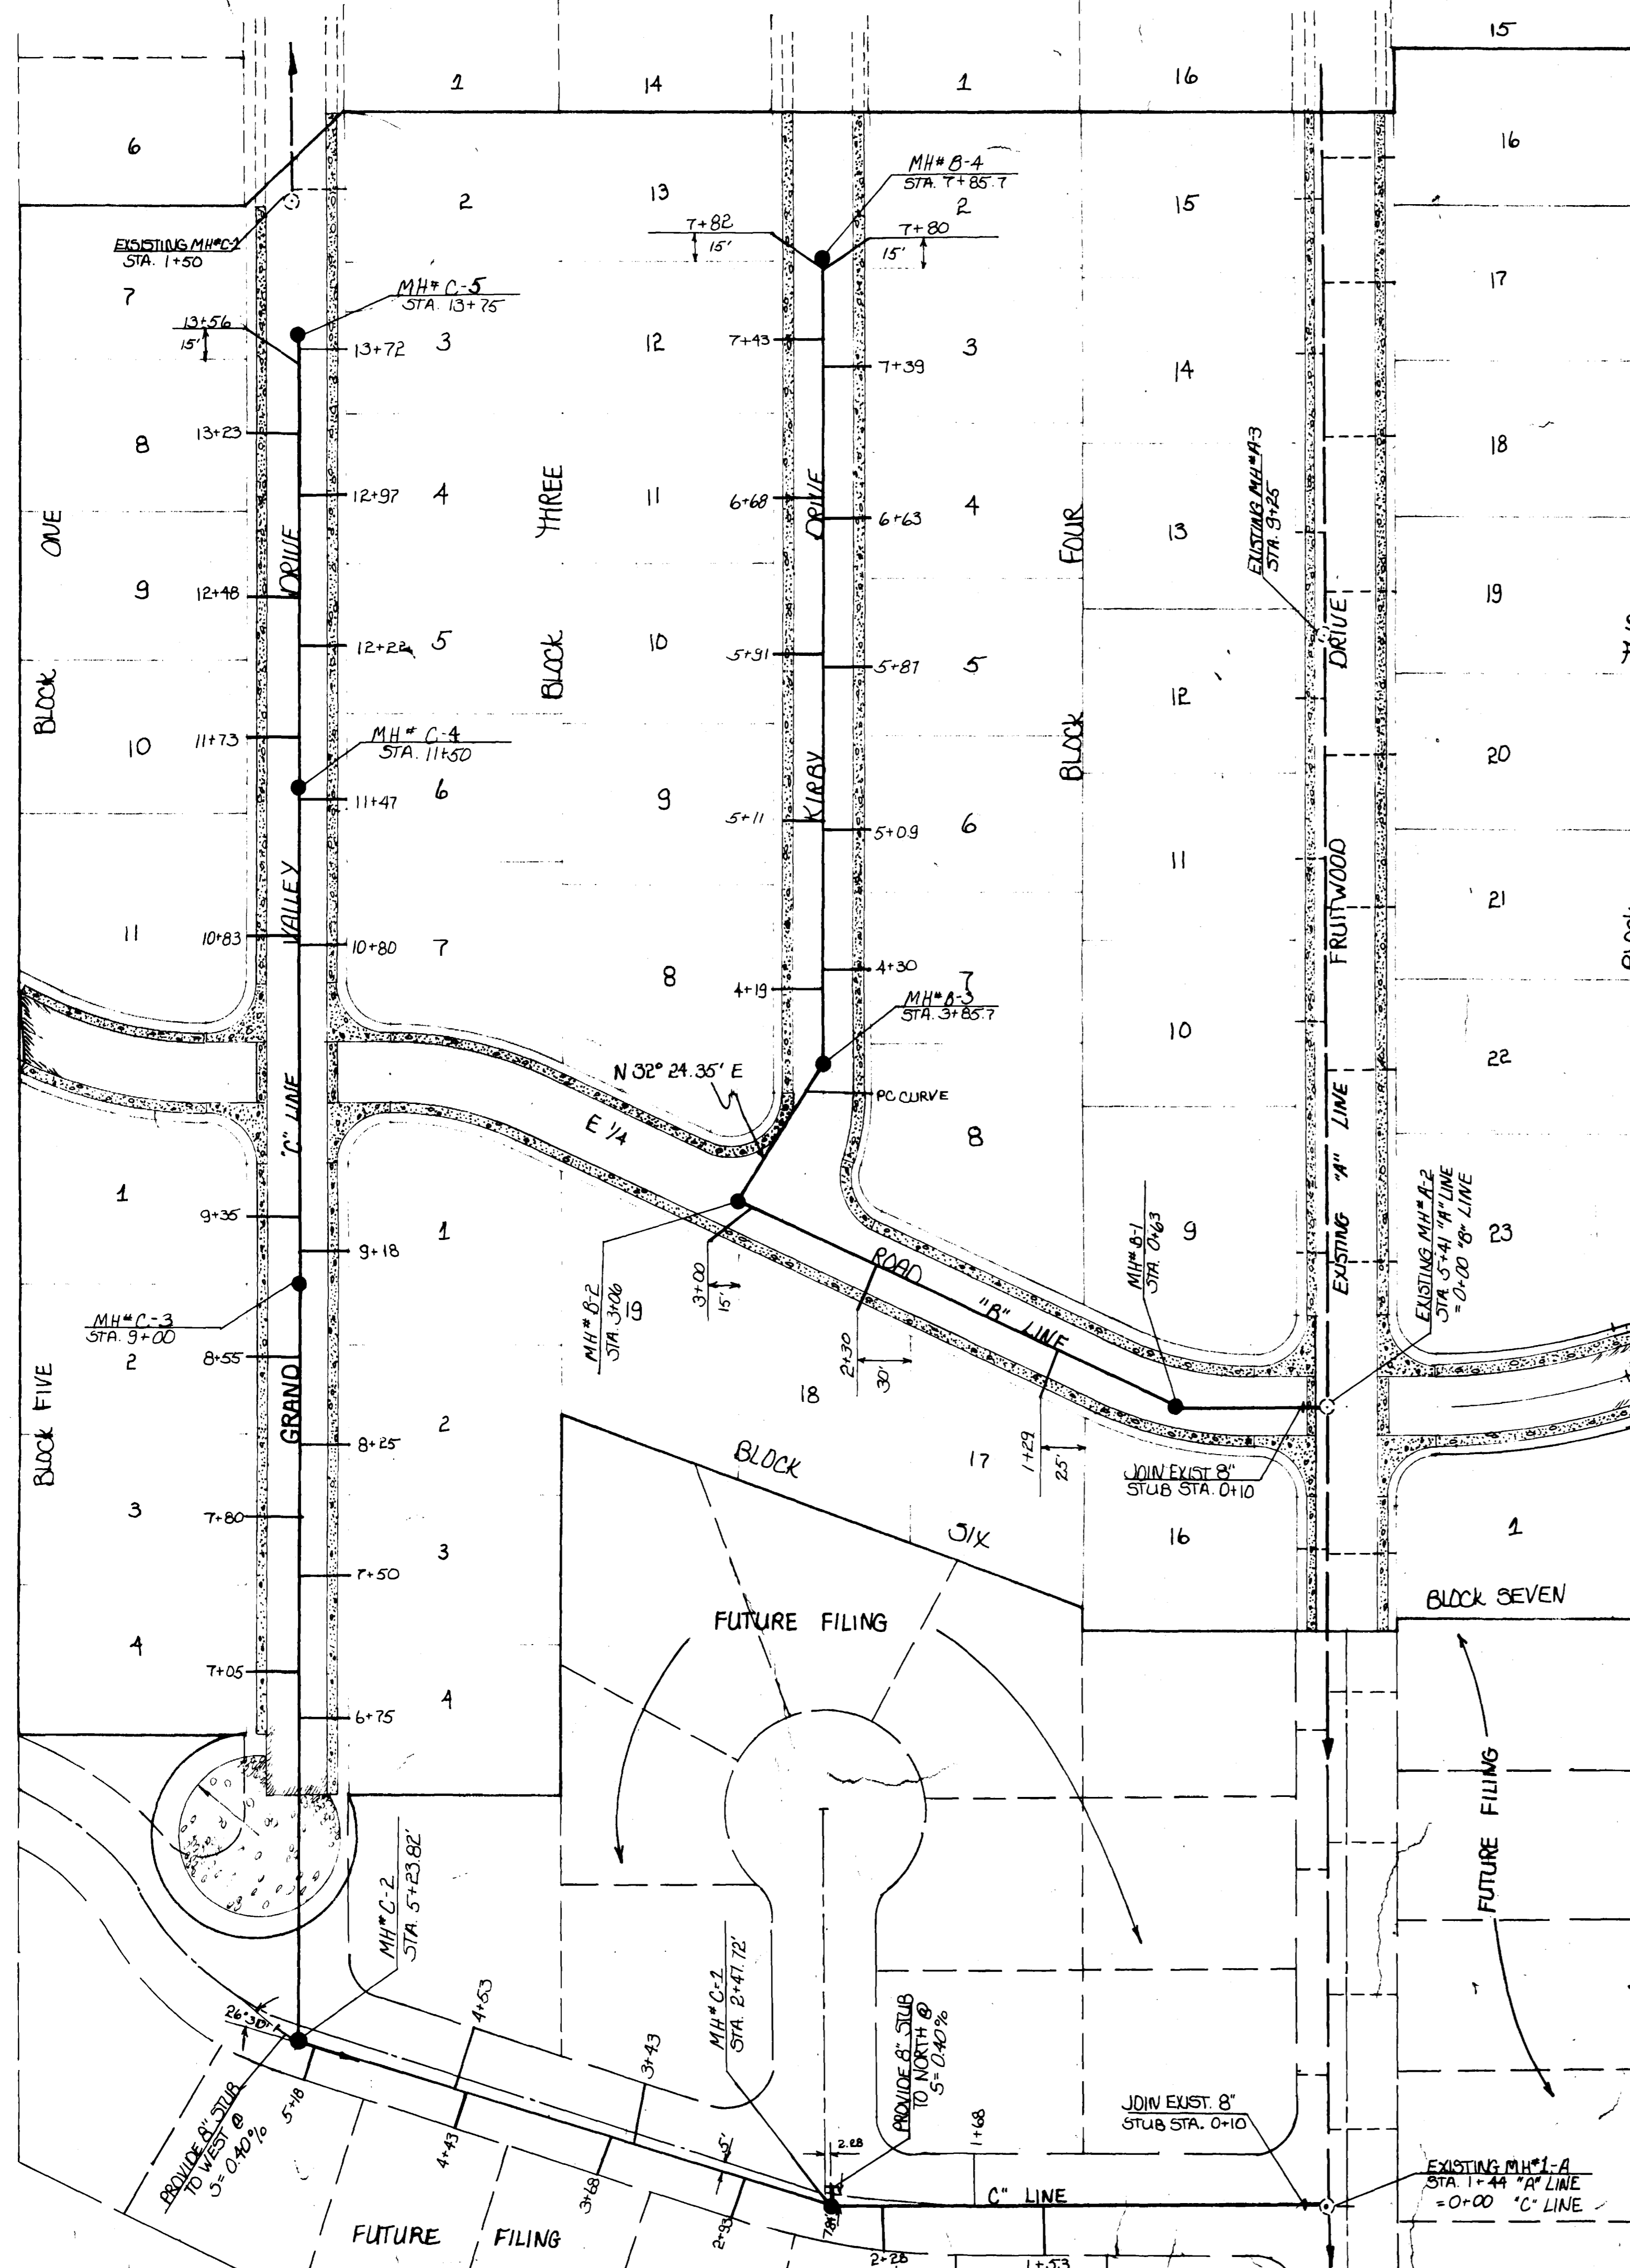 15
1
14
1
16
6
16
2
13
MH# B-4
STA. 7+85.7
2
15
7+82
15'
7+80
15'
EXSISTING MH#C-1
STA. 1+50
7
17
MH# C-5
STA. 13+75
13+56
15'
13+72
3
12
7+43
3
7+39
14
8
13+23
18
12+97
4
11
6+68
6+63
4
13
EXISTING MH#A-3
STA. 9+25
BLOCK ONE
BLOCK THREE
BLOCK FOUR
9
12+48
19
12+22
5
10
5+91
5+87
5
12
10
11+73
MH# C-4
STA. 11+50
20
11+47
6
9
5+11
5+09
6
11
21
11
10+83
10+80
7
8
4+30
4+19
7
MH# B-3
STA. 3+85.7
10
22
GRAND VALLEY DRIVE
"C" LINE
KIRBY DRIVE
FRUITWOOD DRIVE
EXISTING "A" LINE
N 32° 24.35' E
PC CURVE
E 1/4 ROAD
8
1
9+35
1
9+18
9
23
MH# B-1
STA. 0+63
EXISTING MH# A-2
STA. 5+41 "A" LINE
= 0+00 "B" LINE
MH# C-3
STA. 9+00
MH# B-2
STA. 3+06
19
3+00
15'
"B" LINE
2
8+55
2+30
30'
18
BLOCK FIVE
2
8+25
BLOCK SIX
17
1+29
25'
JOIN EXIST 8"
STUB STA. 0+10
3
7+80
3
7+50
16
1
BLOCK SEVEN
FUTURE FILING
4
7+05
4
6+75
FUTURE FILING
MH# C-2
STA. 5+23.82'
MH# C-1
STA. 2+47.72'
26°30'
4+53
3+43
PROVIDE 8" STUB
TO NORTH @
S= 0.40%
PROVIDE 8" STUB
TO WEST @
S= 0.40%
5+18
4+43
3+68
5'
2.28
1+68
JOIN EXIST. 8"
STUB STA. 0+10
EXISTING MH#1-A
STA. 1+44 "A" LINE
= 0+00 "C" LINE
C" LINE
2+93
2+28
1+53
FUTURE FILING